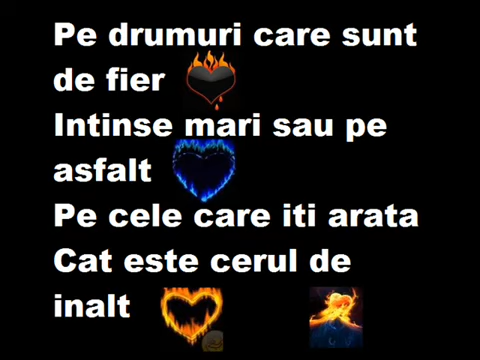 Pe drumuri care sunt
de fier
Intinse mari sau pe
asfalt
Pe cele care iti arata
Cat este cerul de
inalt